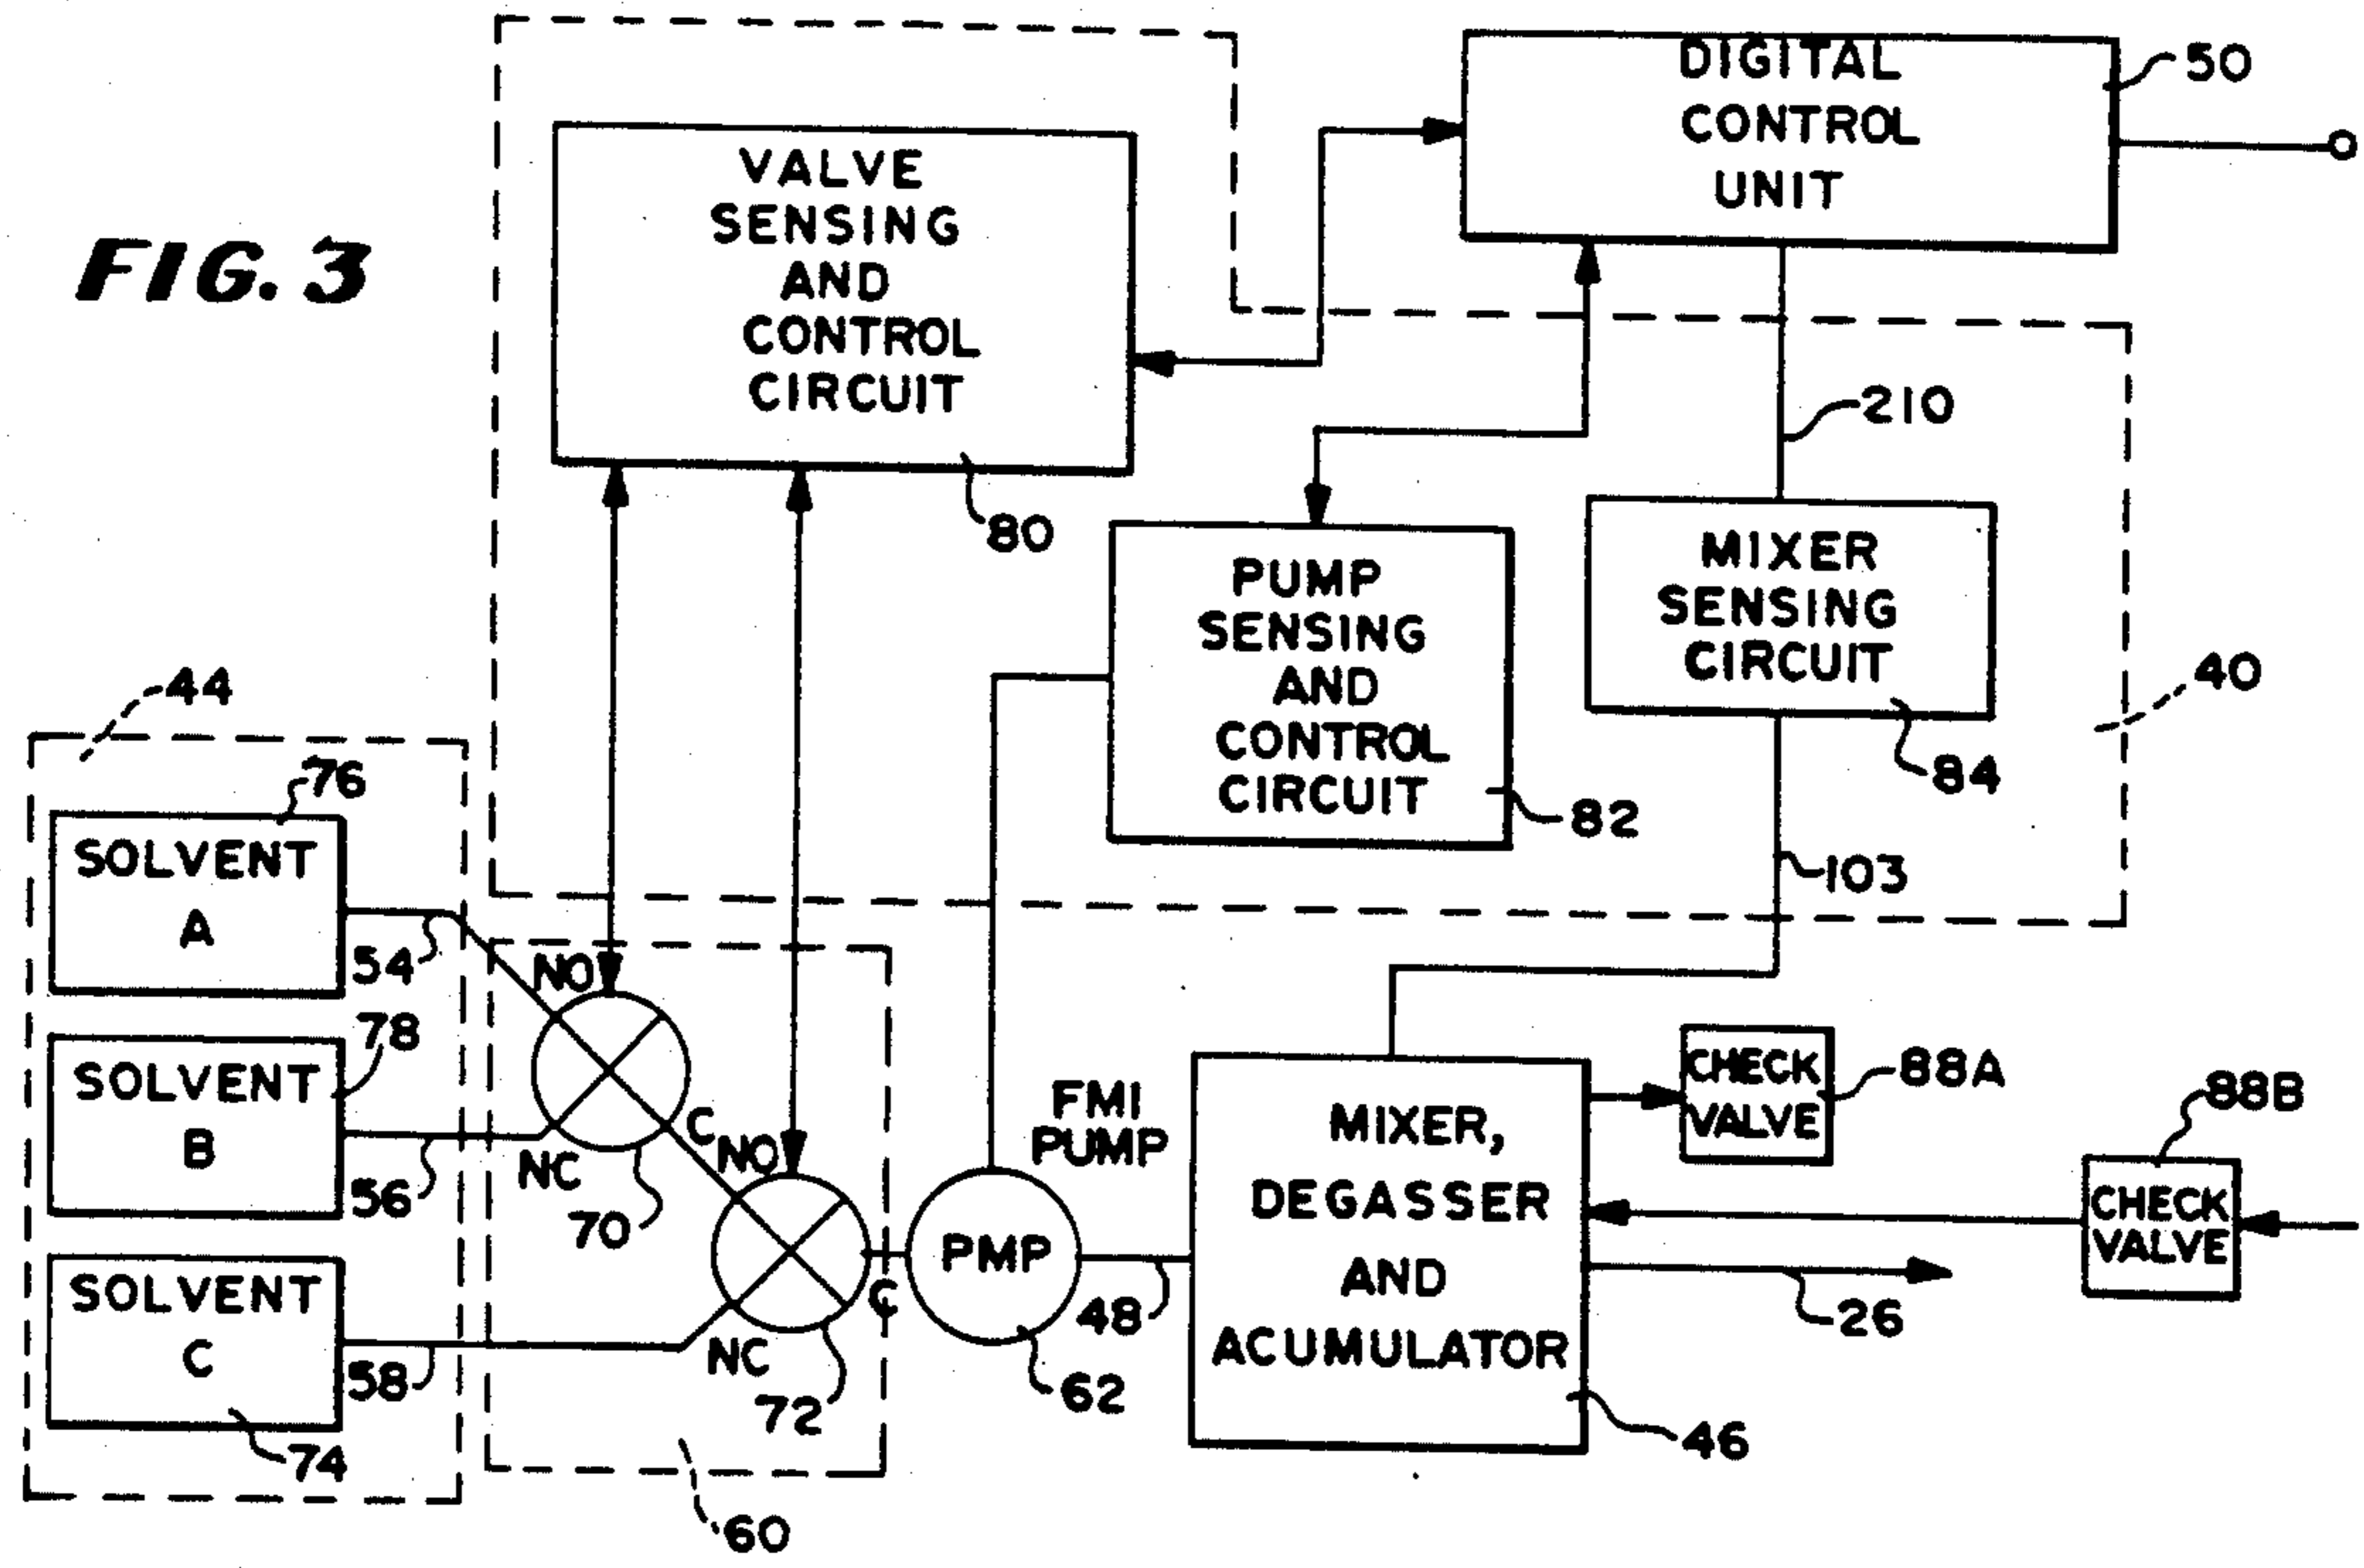 FIG. 3
DIGITAL
CONTROL
UNIT
50
VALVE
SENSING
AND
CONTROL
CIRCUIT
80
210
PUMP
SENSING
AND
CONTROL
CIRCUIT
82
MIXER
SENSING
CIRCUIT
84
40
103
44
76
SOLVENT
A
54
78
SOLVENT
B
56
SOLVENT
C
58
74
NO
C
NC
70
NO
C
NC
72
60
FMI
PUMP
PMP
62
48
MIXER,
DEGASSER
AND
ACUMULATOR
46
CHECK
VALVE
88A
88B
CHECK
VALVE
26